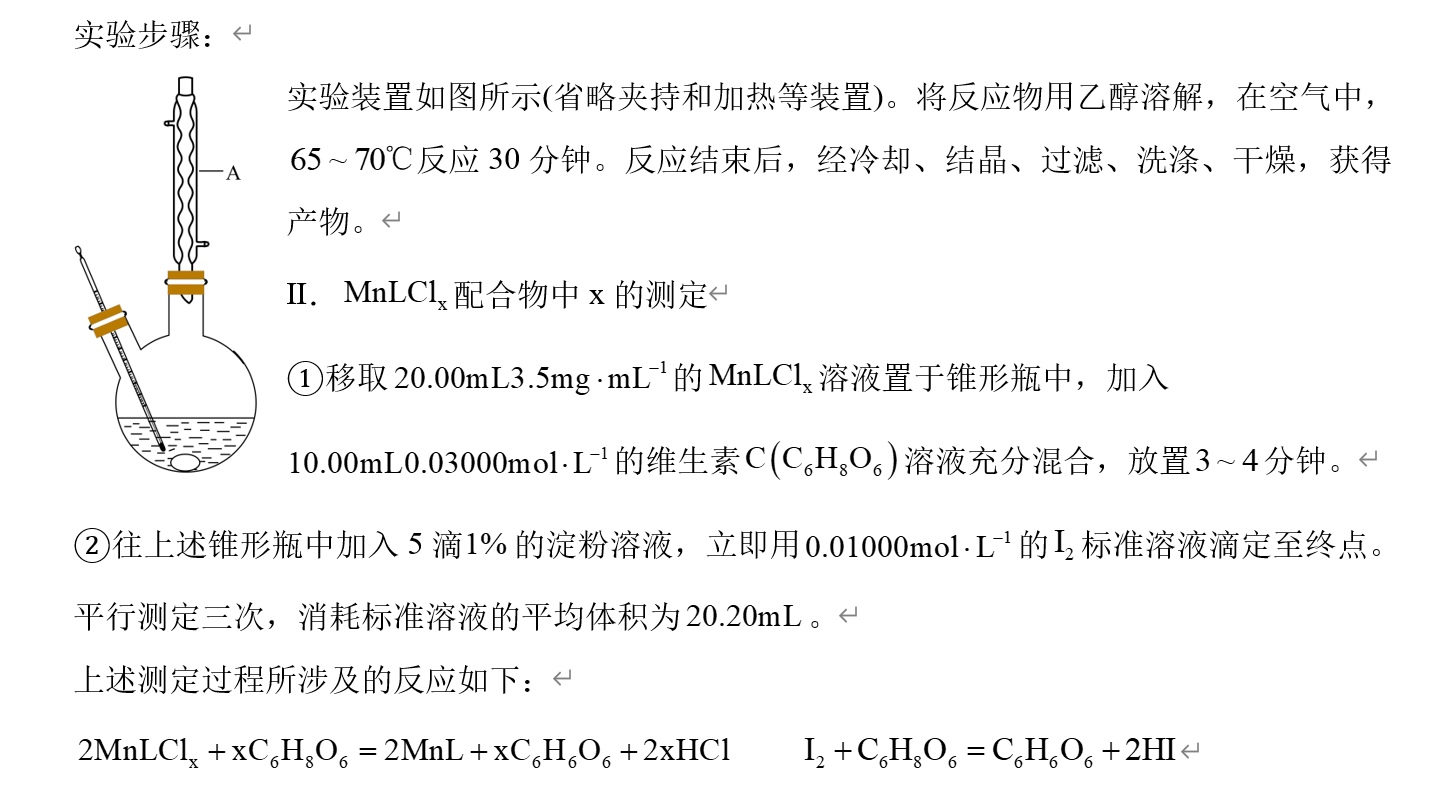 实验步骤：↵
实验装置如图所示(省略夹持和加热等装置)。将反应物用乙醇溶解，在空气中，
65 ~ 70℃反应 30 分钟。反应结束后，经冷却、结晶、过滤、洗涤、干燥，获得
产物。↵
A
II． MnLClₓ配合物中 x 的测定↵
①移取 20.00mL3.5mg·mL⁻¹的 MnLClₓ溶液置于锥形瓶中，加入
10.00mL0.03000mol·L⁻¹的维生素 C(C₆H₈O₆)溶液充分混合，放置3 ~ 4分钟。↵
②往上述锥形瓶中加入 5 滴1%的淀粉溶液，立即用0.01000mol·L⁻¹的I₂标准溶液滴定至终点。
平行测定三次，消耗标准溶液的平均体积为20.20mL。↵
上述测定过程所涉及的反应如下：↵
2MnLClₓ + xC₆H₈O₆ = 2MnL + xC₆H₆O₆ + 2xHCl I₂ + C₆H₈O₆ = C₆H₆O₆ + 2HI↵